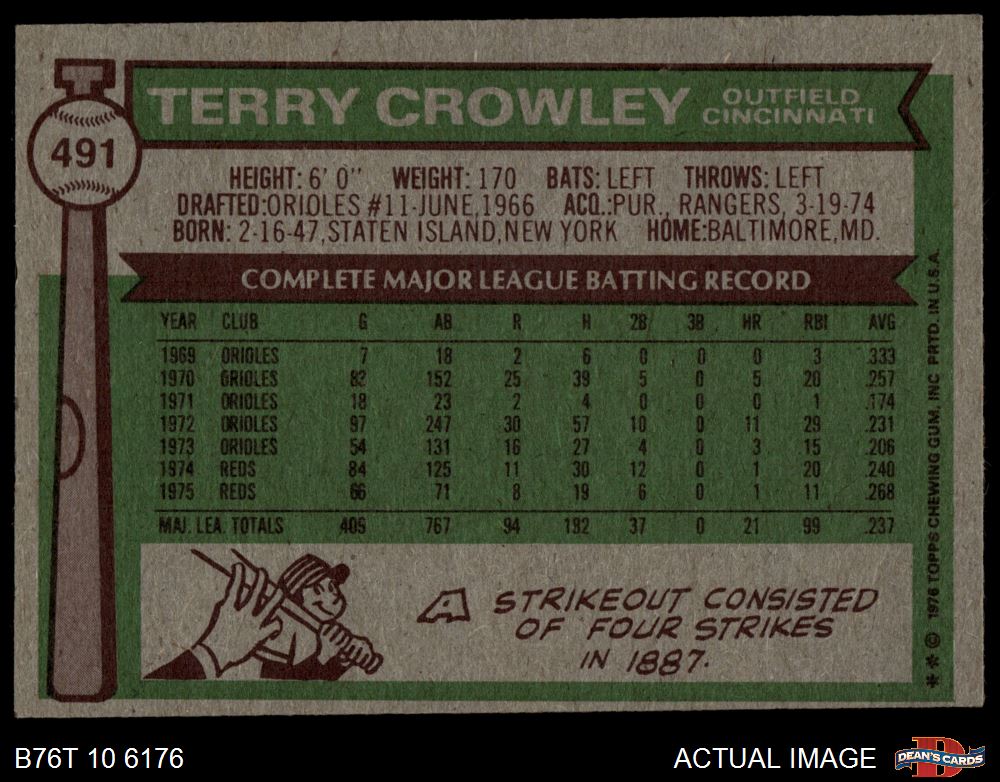 491
TERRY CROWLEY OUTFIELD CINCINNATI
HEIGHT: 6' 0" WEIGHT: 170 BATS: LEFT THROWS: LEFT
DRAFTED:ORIOLES #11-JUNE,1966 ACQ.:PUR., RANGERS, 3-19-74
BORN: 2-16-47,STATEN ISLAND,NEW YORK HOME:BALTIMORE,MD.
COMPLETE MAJOR LEAGUE BATTING RECORD
YEAR CLUB G AB R H 2B 3B HR RBI AVG
1969 ORIOLES 7 18 2 6 0 0 0 3 .333
1970 ORIOLES 82 152 25 39 5 0 5 20 .257
1971 ORIOLES 18 23 2 4 0 0 0 1 .174
1972 ORIOLES 97 247 30 57 10 0 11 29 .231
1973 ORIOLES 54 131 16 27 4 0 3 15 .206
1974 REDS 84 125 11 30 12 0 1 20 .240
1975 REDS 66 71 8 19 6 0 1 11 .268
MAJ. LEA. TOTALS 409 767 94 182 37 0 21 99 .237
A STRIKEOUT CONSISTED
OF FOUR STRIKES
IN 1887.
** © 1976 TOPPS CHEWING GUM, INC PRTD. IN U.S.A.
B76T 10 6176
ACTUAL IMAGE
D
DEAN'S CARDS